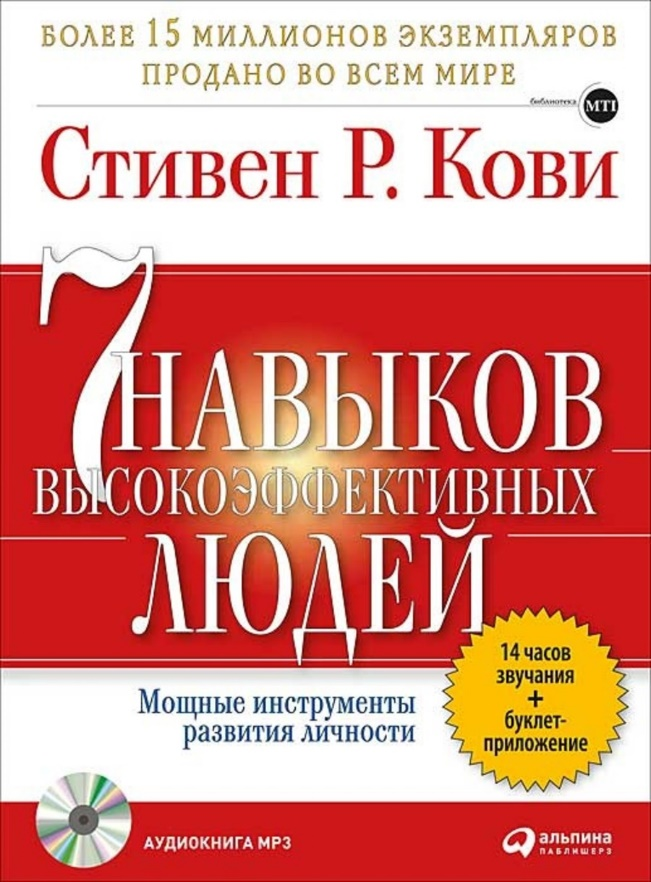 БОЛЕЕ 15 МИЛЛИОНОВ ЭКЗЕМПЛЯРОВ
ПРОДАНО ВО ВСЕМ МИРЕ
библиотека MTI
Стивен Р. Кови
7 НАВЫКОВ
ВЫСОКОЭФФЕКТИВНЫХ
ЛЮДЕЙ
Мощные инструменты
развития личности
14 часов
звучания
+
буклет-
приложение
АУДИОКНИГА MP3
альпина
ПАБЛИШЕРЗ